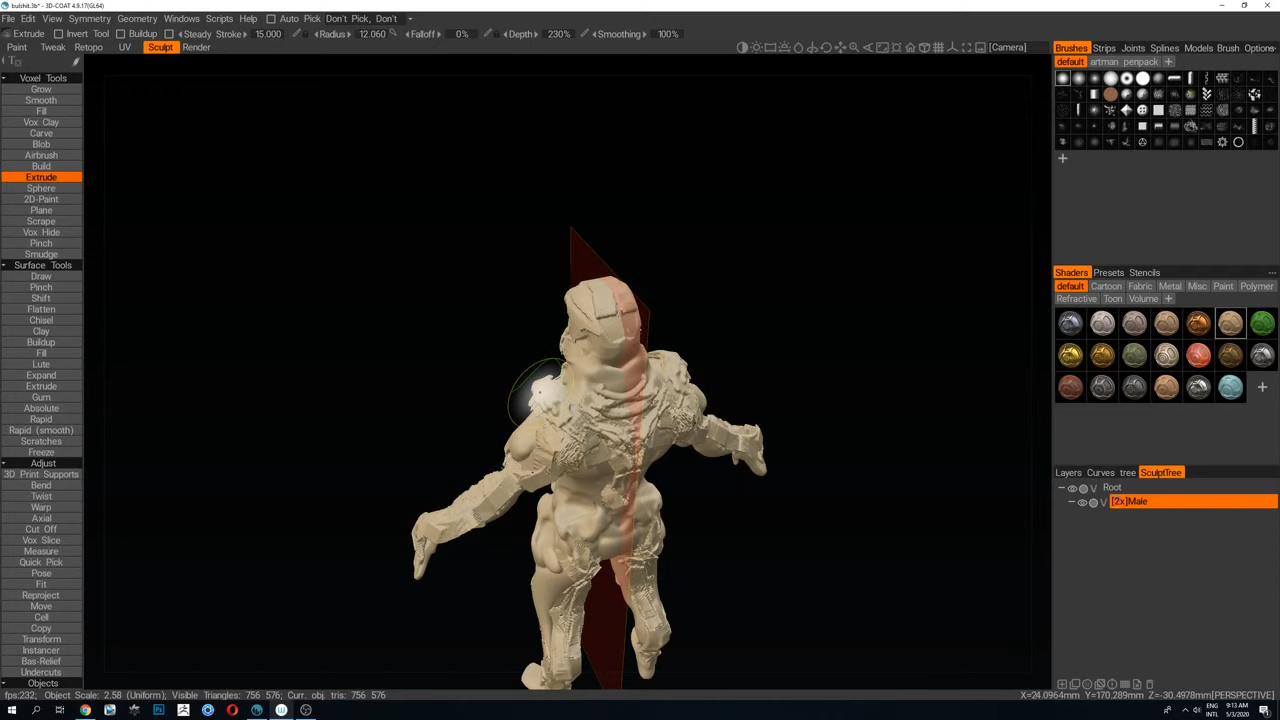 bulshit.3b* - 3D-COAT 4.9.17(GL64)
File Edit View Symmetry Geometry Windows Scripts Help Auto Pick Don't Pick, Don't
Extrude Invert Tool Buildup Steady Stroke 15.000 Radius 12.060 Falloff 0% Depth 230% Smoothing 100%
Paint Tweak Retopo UV Sculpt Render [Camera]
Brushes Strips Joints Splines Models Brush Options
default artman penpack
Voxel Tools
Grow
Smooth
Fill
Vox Clay
Carve
Blob
Airbrush
Build
Extrude
Sphere
2D-Paint
Plane
Scrape
Vox Hide
Pinch
Smudge
Surface Tools
Draw
Pinch
Shift
Flatten
Chisel
Clay
Buildup
Fill
Lute
Expand
Extrude
Gum
Absolute
Rapid
Rapid (smooth)
Scratches
Freeze
Adjust
3D Print Supports
Bend
Twist
Warp
Axial
Cut Off
Vox Slice
Measure
Quick Pick
Pose
Fit
Reproject
Move
Cell
Copy
Transform
Instancer
Bas-Relief
Undercuts
Objects
Shaders Presets Stencils
default Cartoon Fabric Metal Misc Paint Polymer
Refractive Toon Volume
Layers Curves tree SculptTree
Root
[2x]Male
fps:232, Object Scale: 2.58 (Uniform); Visible Triangles: 756 576; Curr. obj. tris: 756 576;
X=24.0964mm Y=170.289mm Z=-30.4978mm[PERSPECTIVE]
ENG
INTL
9:13 AM
5/3/2020